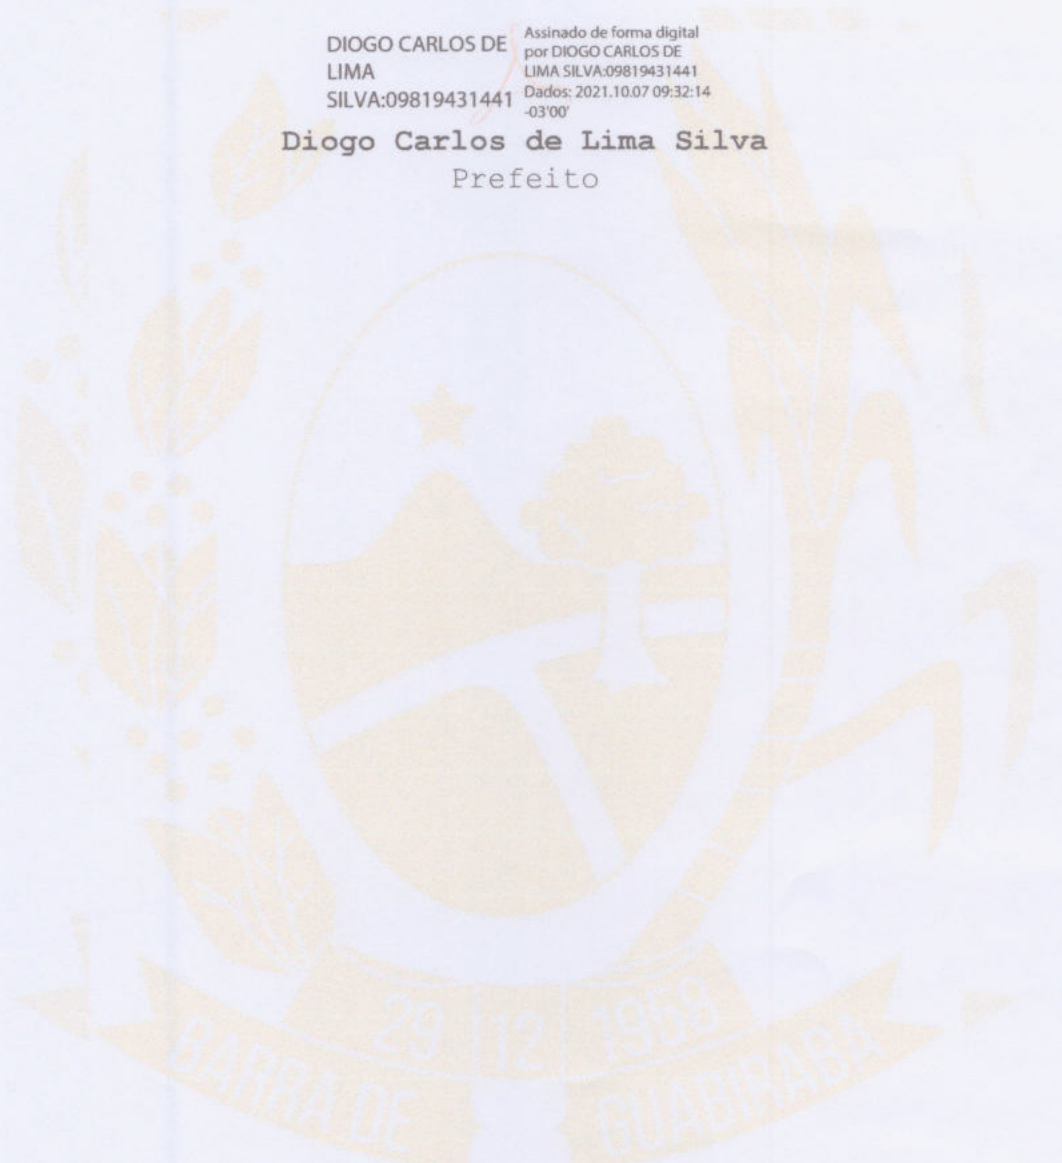 DIOGO CARLOS DE
LIMA
SILVA:09819431441
Assinado de forma digital
por DIOGO CARLOS DE
LIMA SILVA:09819431441
Dados: 2021.10.07 09:32:14
-03'00'
Diogo Carlos de Lima Silva
Prefeito
29 12 1959
BARRA DE GUABIRABA